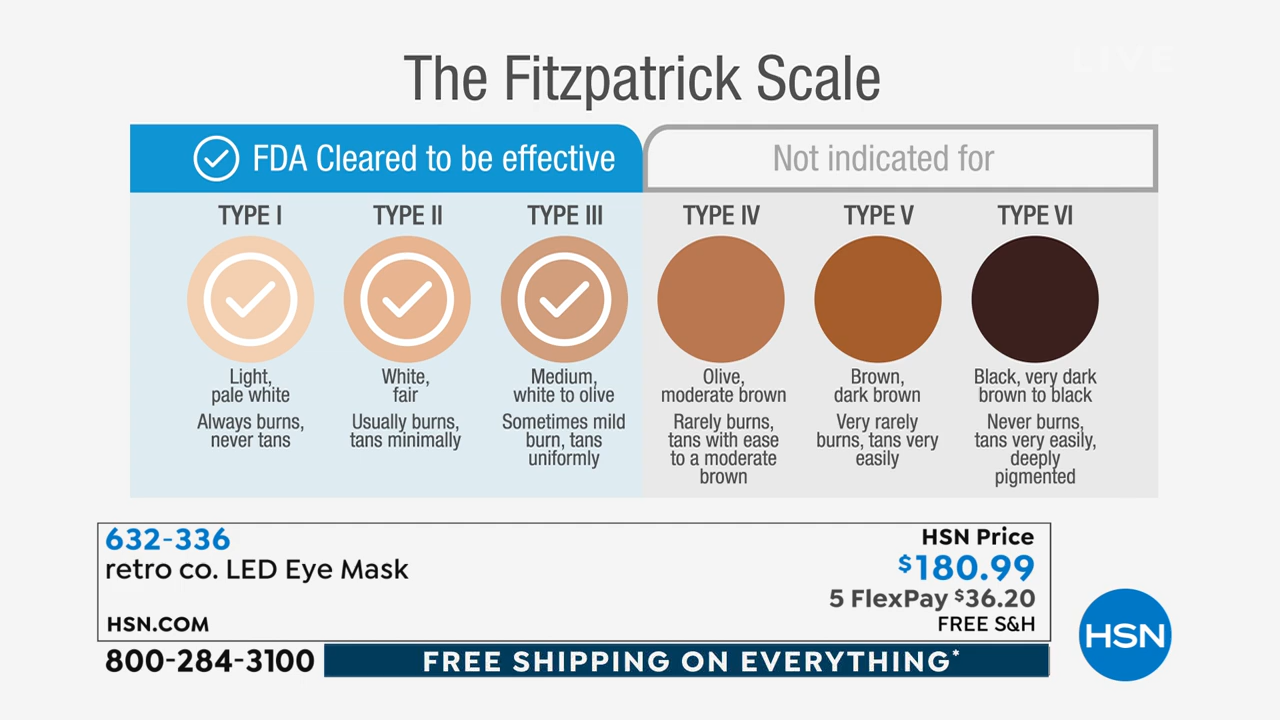 LIVE
The Fitzpatrick Scale
FDA Cleared to be effective
Not indicated for
TYPE I
TYPE II
TYPE III
TYPE IV
TYPE V
TYPE VI
Light,
pale white
Always burns,
never tans
White,
fair
Usually burns,
tans minimally
Medium,
white to olive
Sometimes mild
burn, tans
uniformly
Olive,
moderate brown
Rarely burns,
tans with ease
to a moderate
brown
Brown,
dark brown
Very rarely
burns, tans very
easily
Black, very dark
brown to black
Never burns,
tans very easily,
deeply
pigmented
632-336
retro co. LED Eye Mask
HSN.COM
HSN Price
$180.99
5 FlexPay $36.20
FREE S&H
800-284-3100
FREE SHIPPING ON EVERYTHING*
HSN